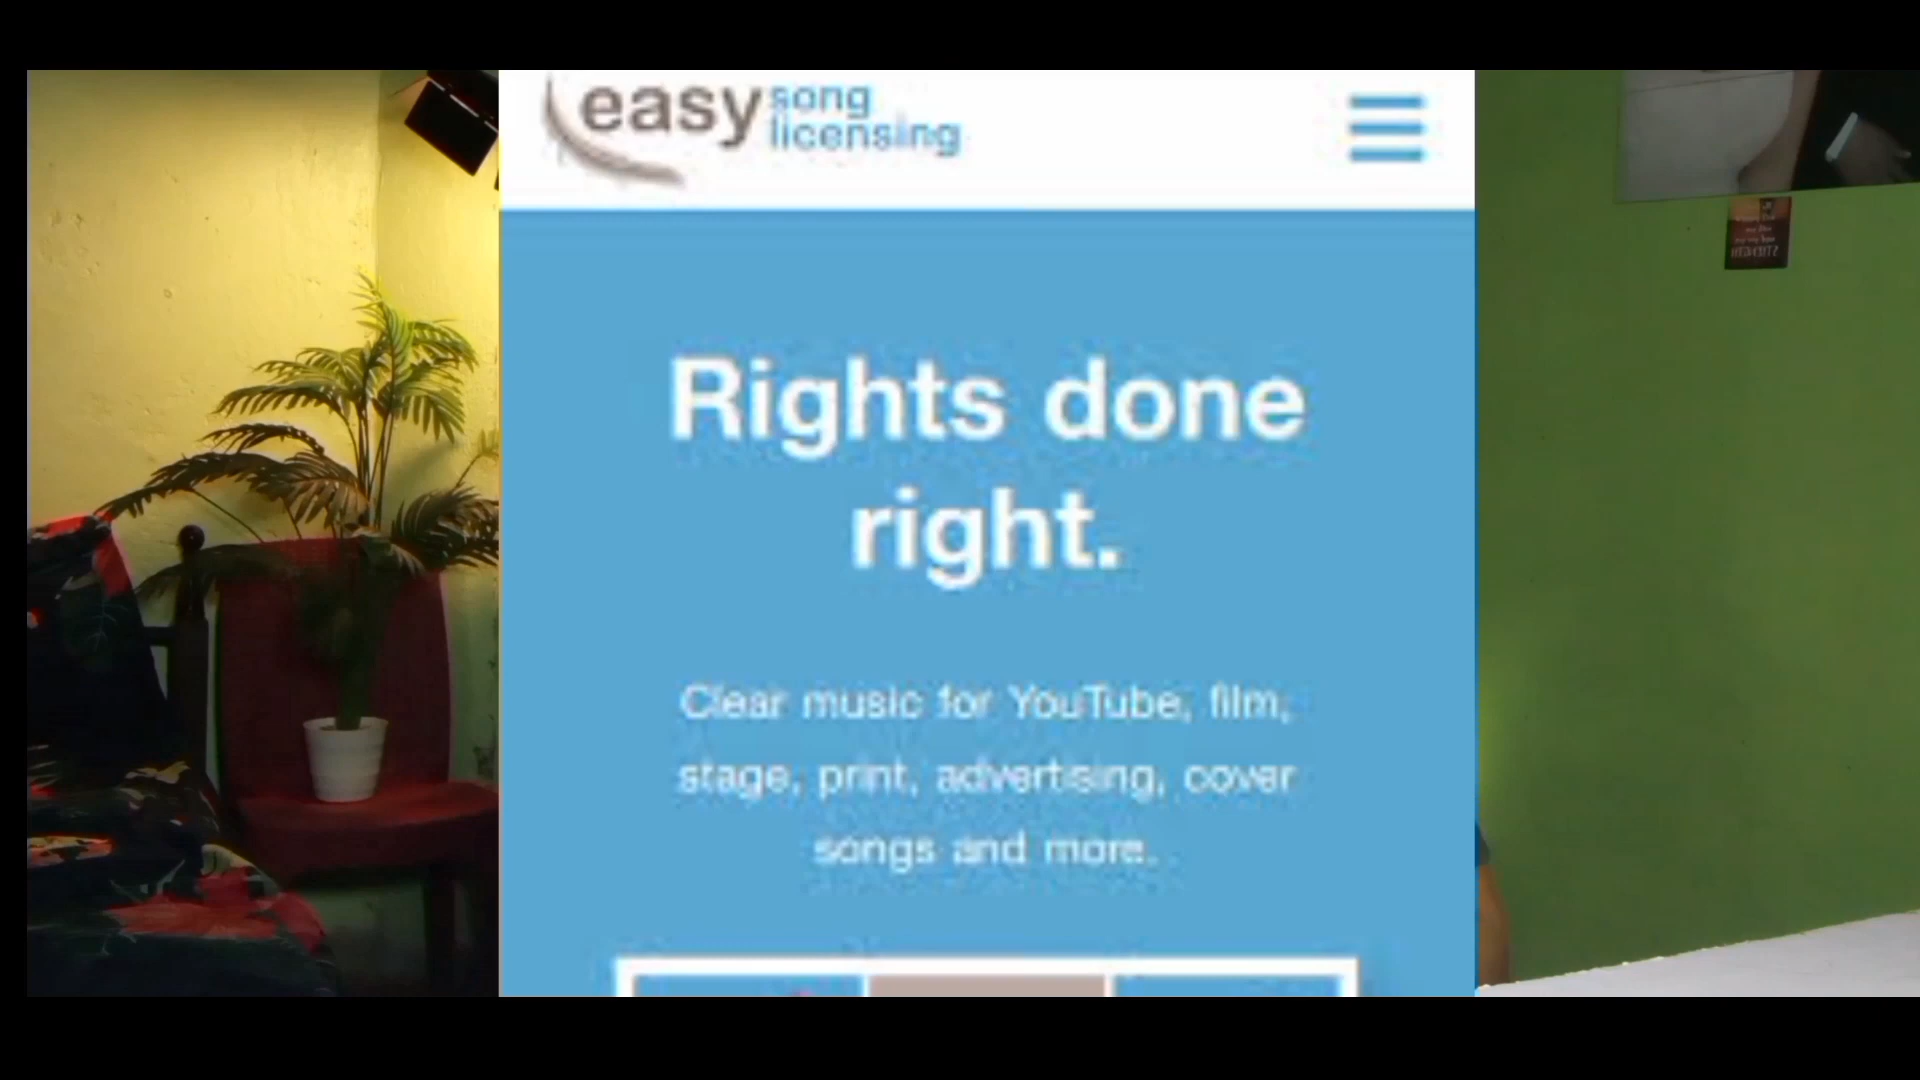 easy song
licensing
Rights done
right.
Clear music for YouTube, film,
stage, print, advertising, cover
songs and more.